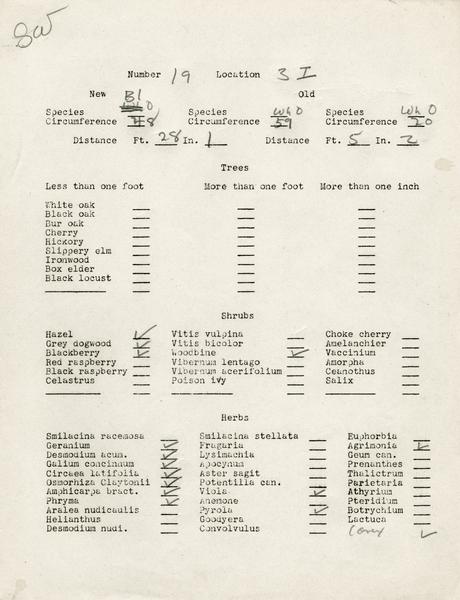 SW
Number 19 Location 3 I
New Bl Old
Wh O
Species Species Wh O Species Wh O
Circumference 48 Circumference 59 Circumference 20
Distance Ft. 28 In. 1 Distance Ft. 5 In. 2
Trees
Less than one foot More than one foot More than one inch
White oak
Black oak
Bur oak
Cherry
Hickory
Slippery elm
Ironwood
Box elder
Black locust
Shrubs
Hazel ✓ Vitis vulpina Choke cherry
Grey dogwood ✓ Vitis bicolor Amelanchier
Blackberry ✓ Woodbine ✓ Vaccinium
Red raspberry Vibernum lentago Amorpha
Black raspberry Vibernum acerifolium Ceanothus
Celastrus Poison ivy Salix
Herbs
Smilacina racemosa Smilacina stellata Euphorbia
Geranium ✓ Fragaria Agrimonia ✓
Desmodium acum. ✓ Lysimachia Geum can.
Galium concinnum ✓ Apocynum Prenanthes
Circaea latifolia ✓ Aster sagit Thalictrum
Osmorhiza Claytonii ✓ Potentilla can. Parietaria
Amphicarpa bract. ✓ Viola ✓ Athyrium
Phryma ✓ Anemone Pteridium
Aralea nudicaulis Pyrola ✓ Botrychium
Helianthus Goodyera Lactuca
Desmodium nudi. Convolvulus Carex ✓